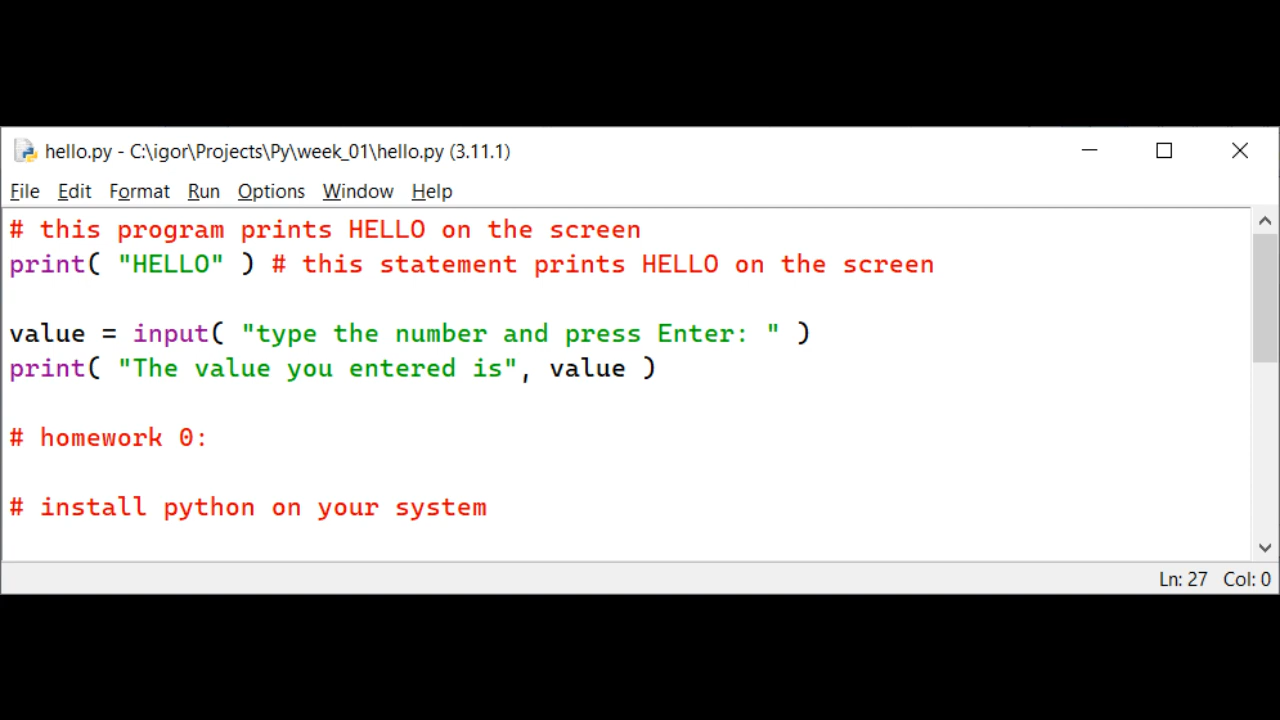 hello.py - C:\igor\Projects\Py\week_01\hello.py (3.11.1)
File Edit Format Run Options Window Help
# this program prints HELLO on the screen
print( "HELLO" ) # this statement prints HELLO on the screen
value = input( "type the number and press Enter: " )
print( "The value you entered is", value )
# homework 0:
# install python on your system
Ln: 27 Col: 0